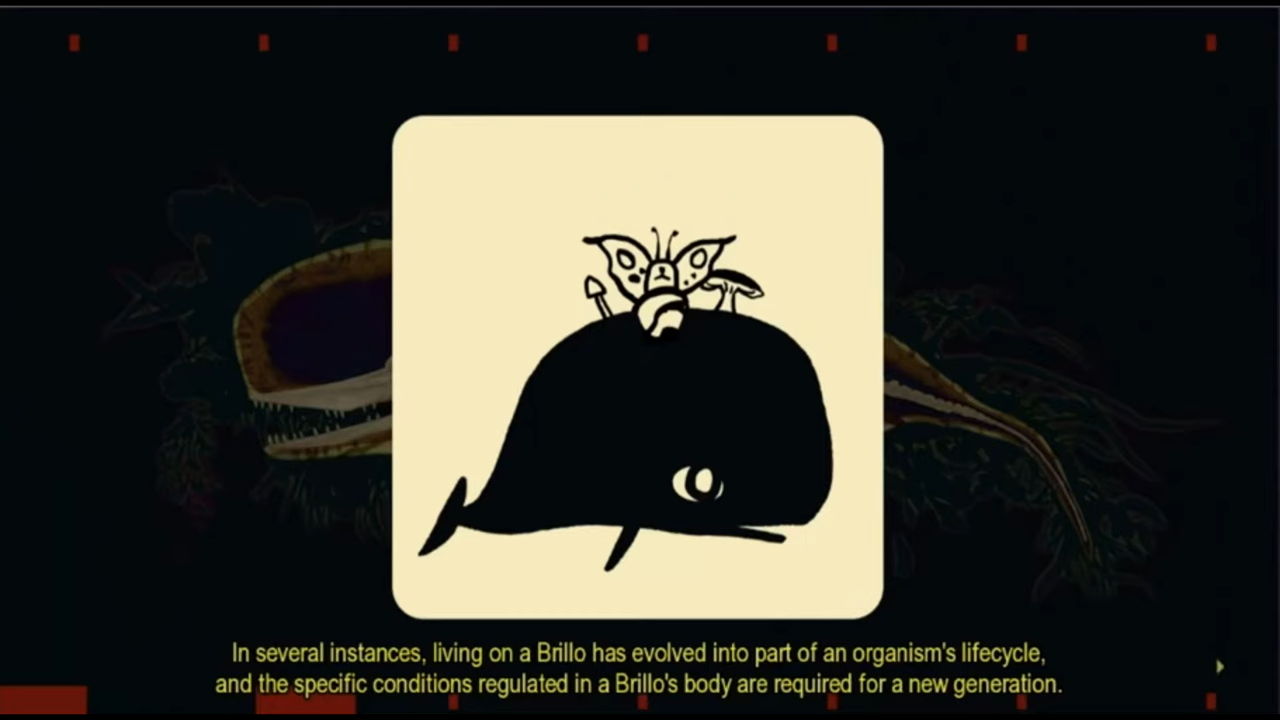 In several instances, living on a Brillo has evolved into part of an organism's lifecycle,
and the specific conditions regulated in a Brillo's body are required for a new generation.